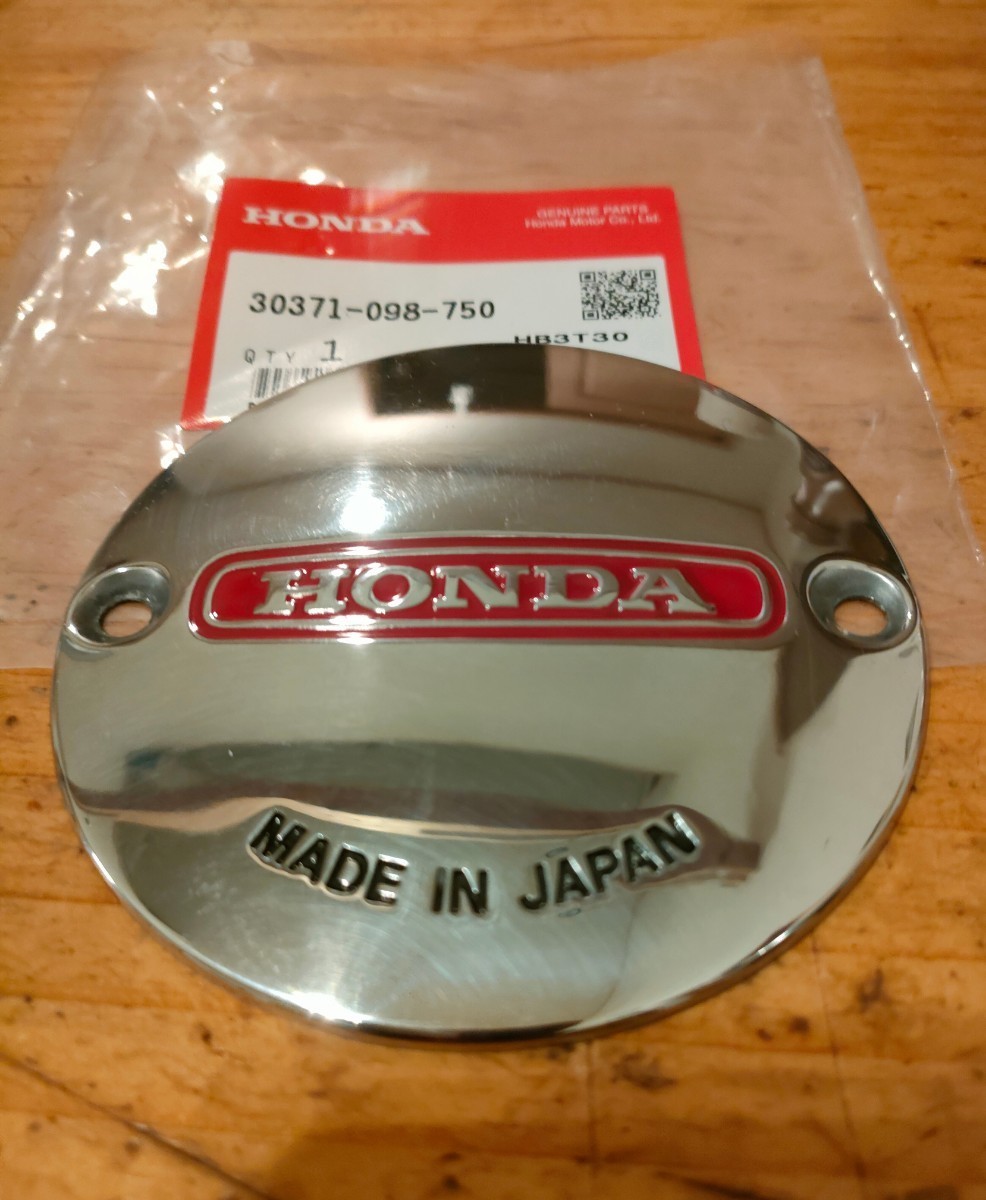 HONDA
GENUINE PARTS
Honda Motor Co., Ltd.
30371-098-750
HB3T30
QTY 1
HONDA
MADE IN JAPAN